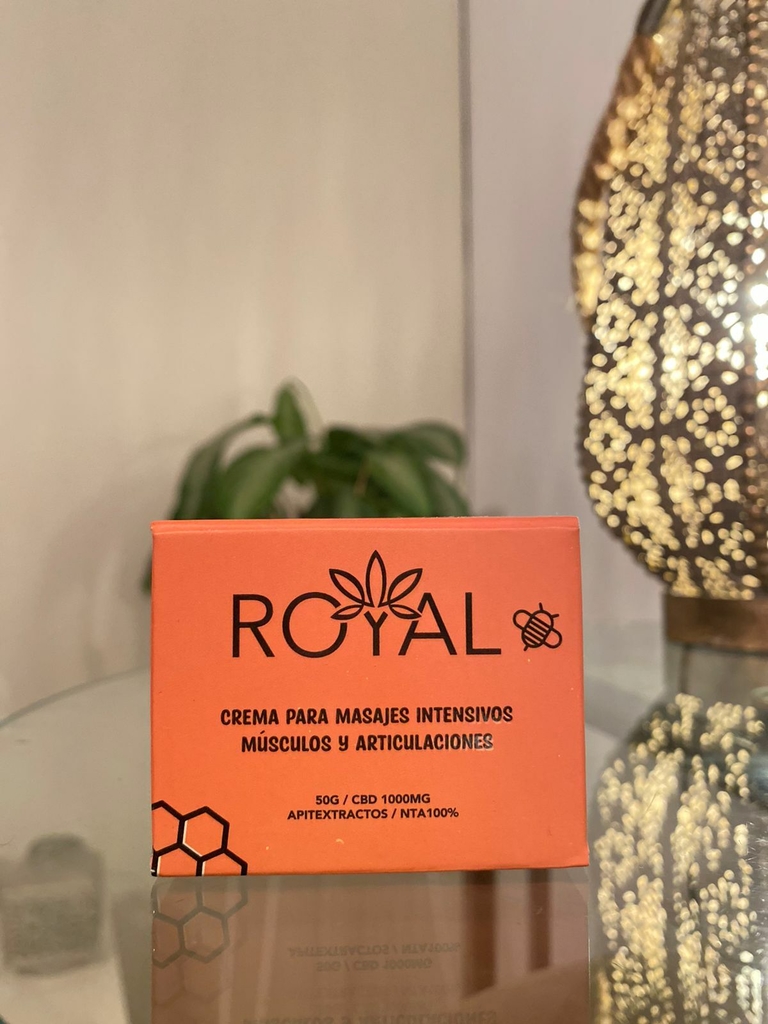 ROYAL
CREMA PARA MASAJES INTENSIVOS
MÚSCULOS y ARTICULACIONES
50G / CBD 1000MG
APITEXTRACTOS / NTA100%